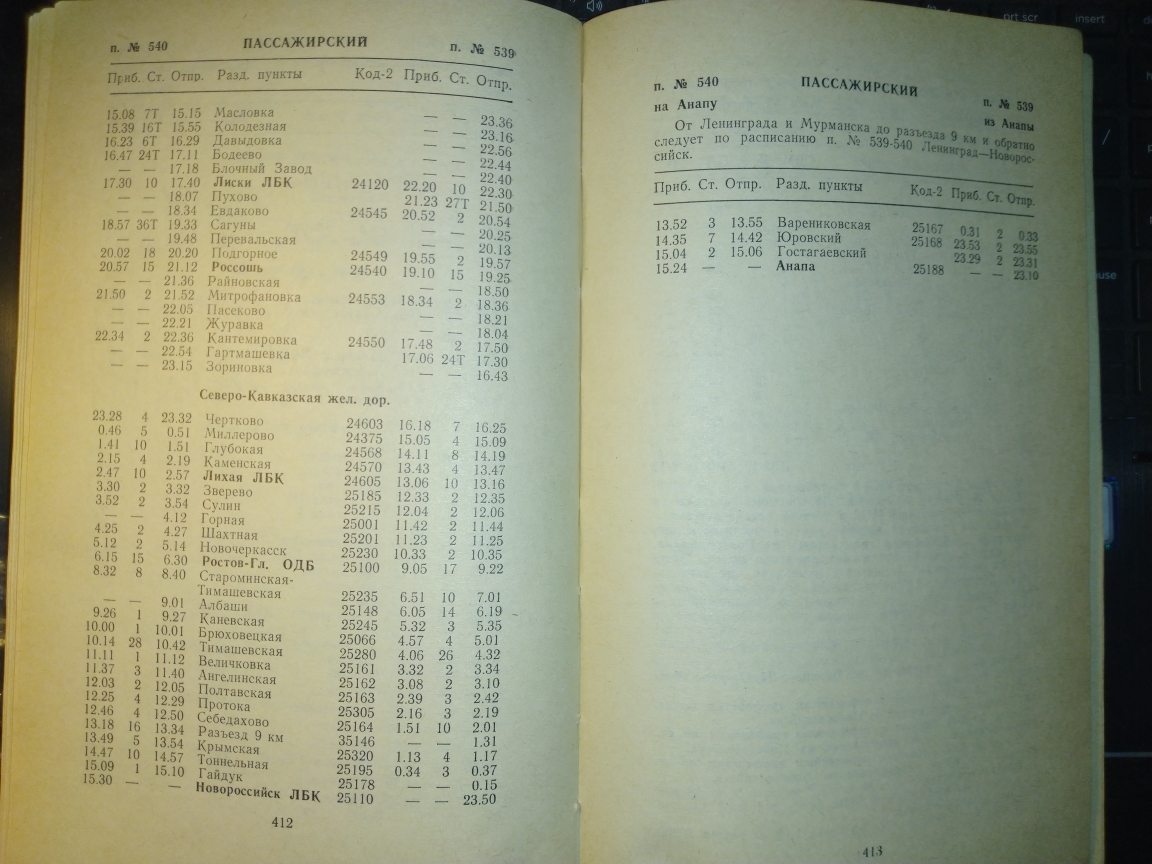 п. № 540 ПАССАЖИРСКИЙ п. № 539
Приб. Ст. Отпр. Разд. пункты Код-2 Приб. Ст. Отпр.
15.08 7Т 15.15 Масловка — — 23.36
15.39 16Т 15.55 Колодезная — — 23.16
16.23 6Т 16.29 Давыдовка — — 22.56
16.47 24Т 17.11 Бодеево — — 22.44
— — 17.18 Блочный Завод — — 22.40
17.30 10 17.40 Лиски ЛБК 24120 22.20 10 22.30
— — 18.07 Пухово 21.23 27Т 21.50
— — 18.34 Евдаково 24545 20.52 2 20.54
18.57 36Т 19.33 Сагуны — — 20.25
— — 19.48 Перевальская — — 20.13
20.02 18 20.20 Подгорное 24549 19.55 2 19.57
20.57 15 21.12 Россошь 24540 19.10 15 19.25
— — 21.36 Райновская — — 18.50
21.50 2 21.52 Митрофановка 24553 18.34 2 18.36
— — 22.05 Пасеково — — 18.21
— — 22.21 Журавка — — 18.04
22.34 2 22.36 Кантемировка 24550 17.48 2 17.50
— — 22.54 Гартмашевка 17.06 24Т 17.30
— — 23.15 Зориновка — — 16.43
Северо-Кавказская жел. дор.
23.28 4 23.32 Чертково 24603 16.18 7 16.25
0.46 5 0.51 Миллерово 24375 15.05 4 15.09
1.41 10 1.51 Глубокая 24568 14.11 8 14.19
2.15 4 2.19 Каменская 24570 13.43 4 13.47
2.47 10 2.57 Лихая ЛБК 24605 13.06 10 13.16
3.30 2 3.32 Зверево 25185 12.33 2 12.35
3.52 2 3.54 Сулин 25215 12.04 2 12.06
— — 4.12 Горная 25001 11.42 2 11.44
4.25 2 4.27 Шахтная 25201 11.23 2 11.25
5.12 2 5.14 Новочеркасск 25230 10.33 2 10.35
6.15 15 6.30 Ростов-Гл. ОДБ 25100 9.05 17 9.22
8.32 8 8.40 Староминская-
Тимашевская 25235 6.51 10 7.01
— — 9.01 Албаши 25148 6.05 14 6.19
9.26 1 9.27 Каневская 25245 5.32 3 5.35
10.00 1 10.01 Брюховецкая 25066 4.57 4 5.01
10.14 28 10.42 Тимашевская 25280 4.06 26 4.32
11.11 1 11.12 Величковка 25161 3.32 2 3.34
11.37 3 11.40 Ангелинская 25162 3.08 2 3.10
12.03 2 12.05 Полтавская 25163 2.39 3 2.42
12.25 4 12.29 Протока 25305 2.16 3 2.19
12.46 4 12.50 Себедахово 25164 1.51 10 2.01
13.18 16 13.34 Разъезд 9 км 35146 — — 1.31
13.49 5 13.54 Крымская 25320 1.13 4 1.17
14.47 10 14.57 Тоннельная 25195 0.34 3 0.37
15.09 1 15.10 Гайдук 25178 — — 0.15
15.30 — — Новороссийск ЛБК 25110 — — 23.50
412
п. № 540 ПАССАЖИРСКИЙ п. № 539
на Анапу из Анапы
От Ленинграда и Мурманска до разъезда 9 км и обратно
следует по расписанию п. № 539-540 Ленинград—Новорос-
сийск.
Приб. Ст. Отпр. Разд. пункты Код-2 Приб. Ст. Отпр.
13.52 3 13.55 Варениковская 25167 0.31 2 0.33
14.35 7 14.42 Юровский 25168 23.53 2 23.55
15.04 2 15.06 Гостагаевский 23.29 2 23.31
15.24 — — Анапа 25188 — — 23.10
413
prt scr
insert